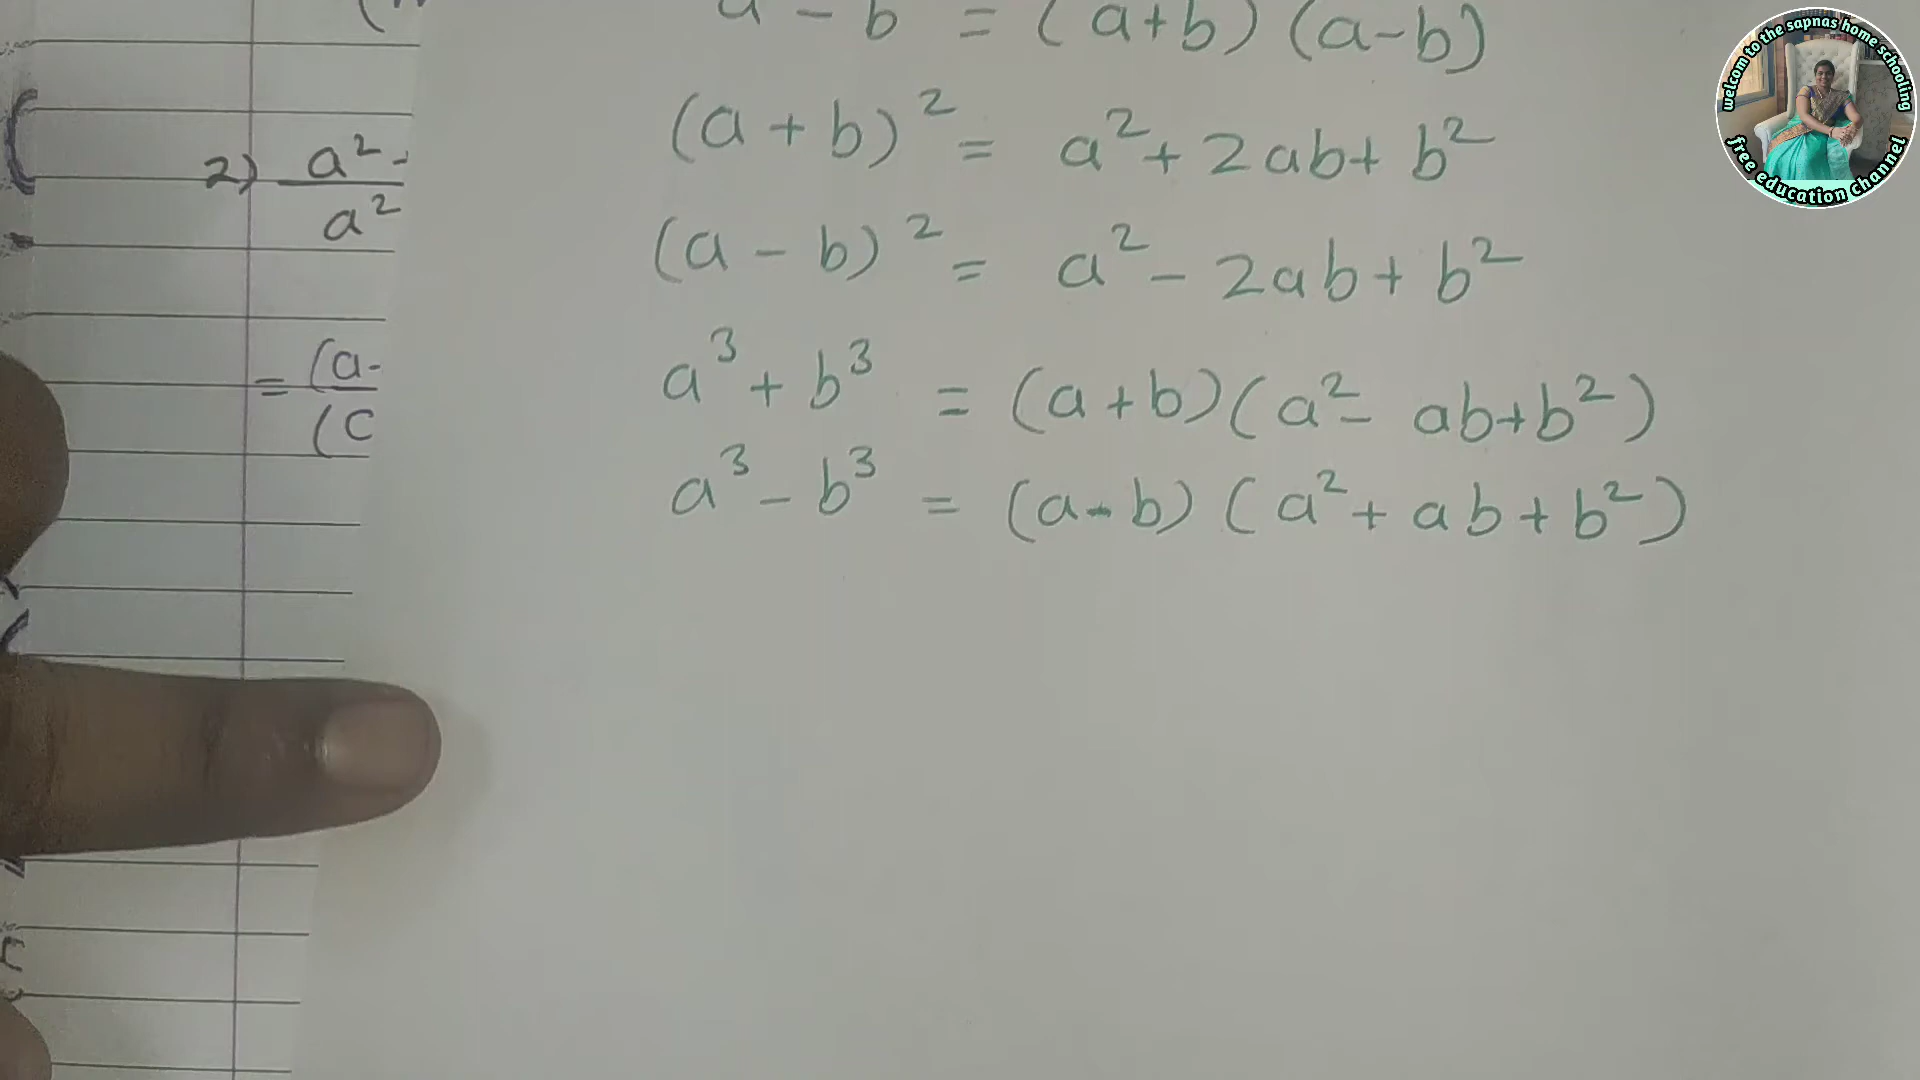 a - b = (a+b) (a-b)
(a + b)² = a² + 2ab + b²
(a - b)² = a² - 2ab + b²
a³ + b³ = (a + b)(a² - ab + b²)
a³ - b³ = (a - b) (a² + ab + b²)
2) a² -
a²
= (a-
(
welcom to the sapnas home schooling
free education channel